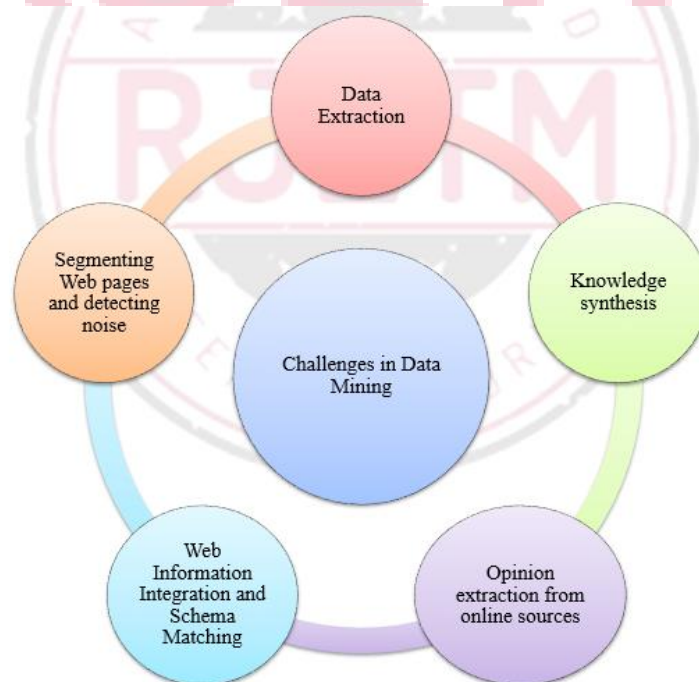 RJWTM
Data
Extraction
Knowledge
synthesis
Opinion
extraction from
online sources
Web
Information
Integration and
Schema
Matching
Segmenting
Web pages
and detecting
noise
Challenges in Data
Mining